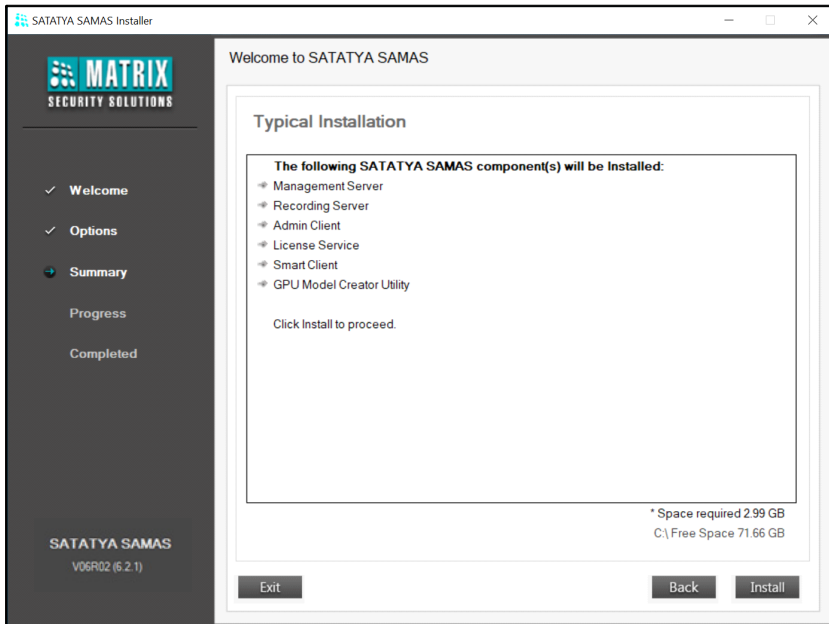 SATATYA SAMAS Installer
MATRIX
SECURITY SOLUTIONS
Welcome
Options
Summary
Progress
Completed
SATATYA SAMAS
V06R02 (6.2.1)
Welcome to SATATYA SAMAS
Typical Installation
The following SATATYA SAMAS component(s) will be Installed:
Management Server
Recording Server
Admin Client
License Service
Smart Client
GPU Model Creator Utility
Click Install to proceed.
* Space required 2.99 GB
C:\ Free Space 71.66 GB
Exit
Back
Install